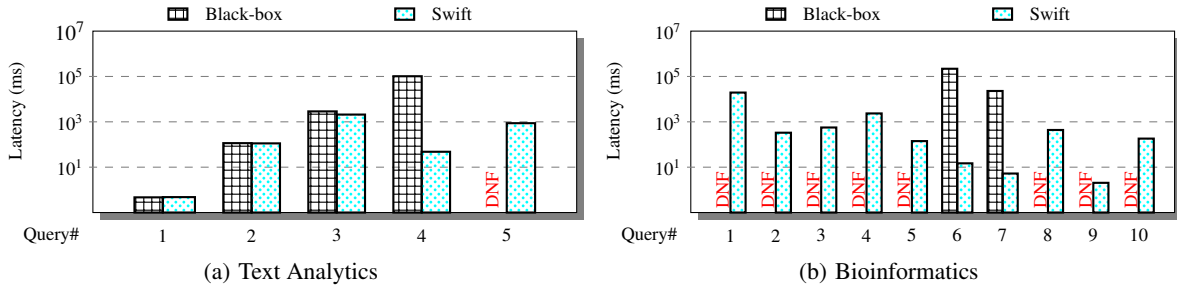 Black-box Swift
10^7
10^5
10^3
10^1
Latency (ms)
DNF
Query# 1 2 3 4 5
(a) Text Analytics
Black-box Swift
10^7
10^5
10^3
10^1
Latency (ms)
DNF DNF DNF DNF DNF DNF DNF DNF
Query# 1 2 3 4 5 6 7 8 9 10
(b) Bioinformatics